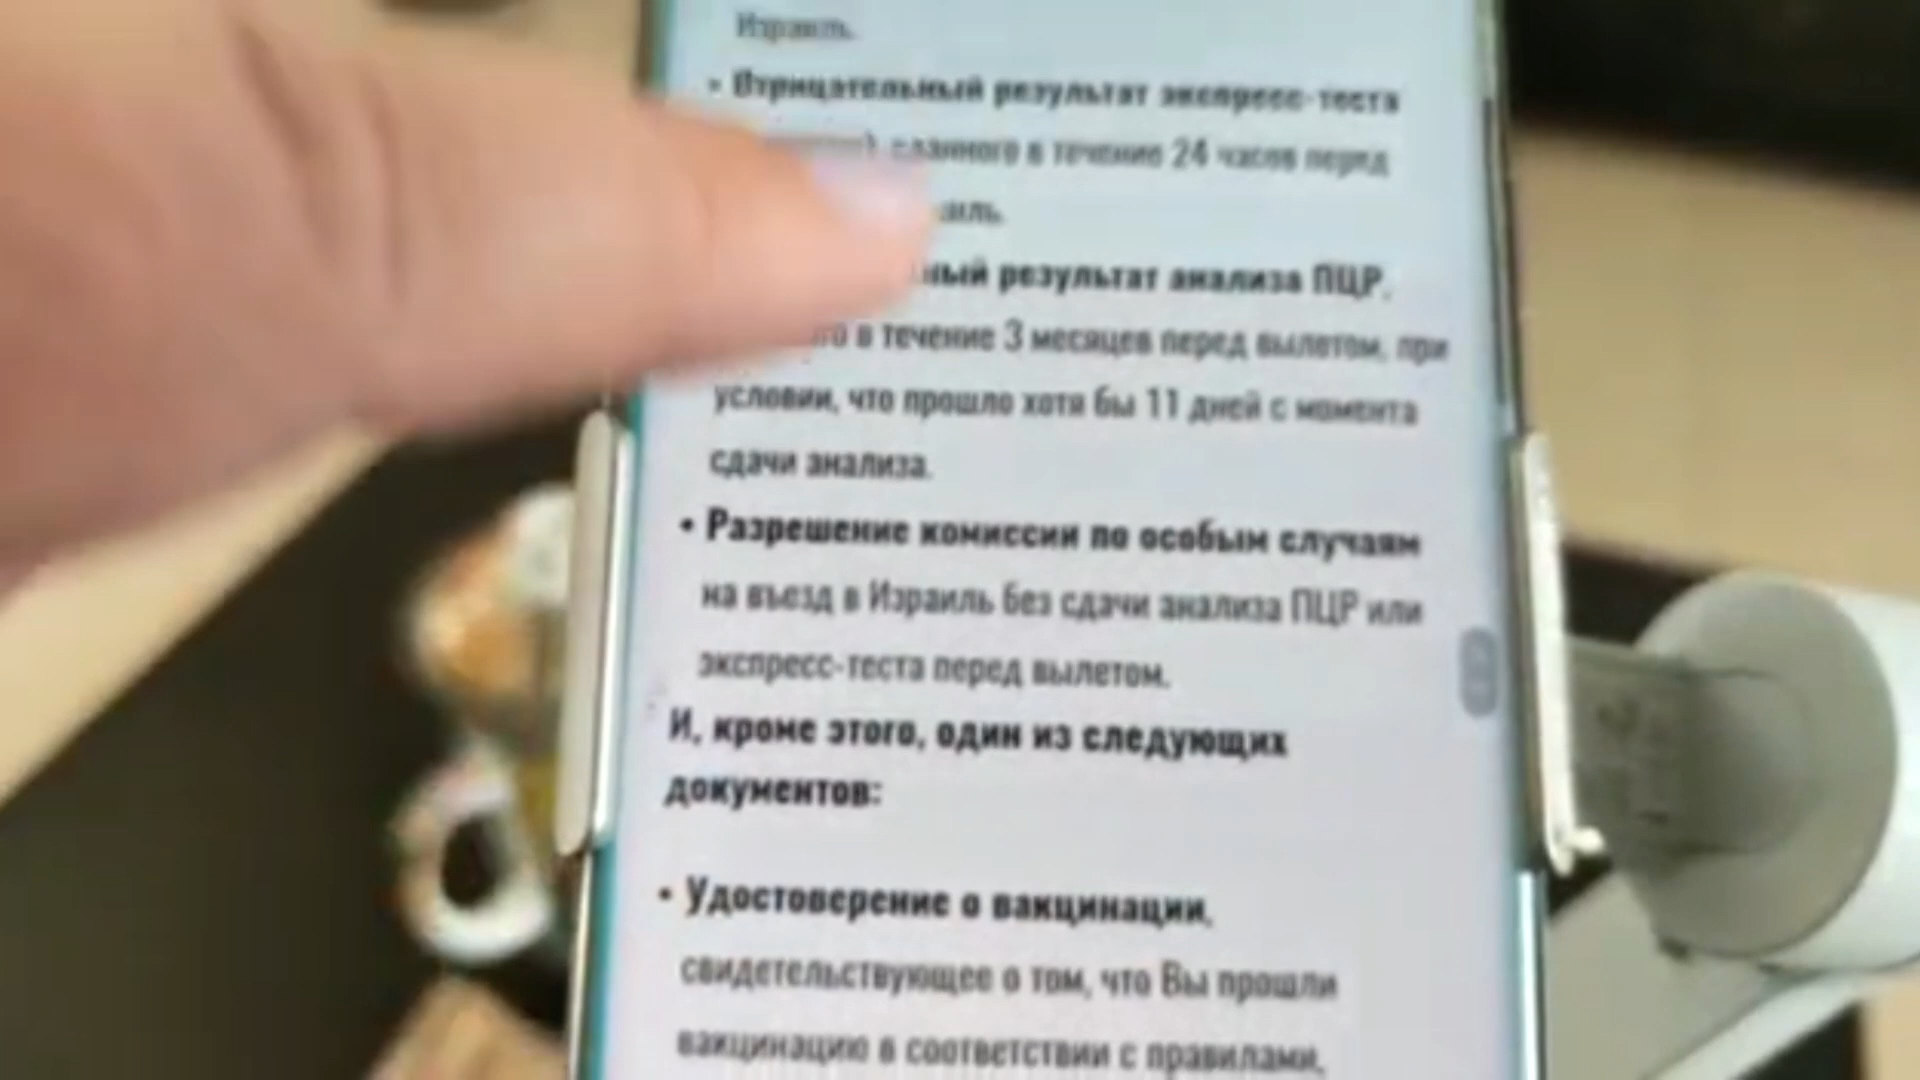 Израиль.
• Отрицательный результат экспресс-теста
сданного в течение 24 часов перед
результат анализа ПЦР,
в течение 3 месяцев перед вылетом, при
условии, что прошло хотя бы 11 дней с момента
сдачи анализа.
• Разрешение комиссии по особым случаям
на въезд в Израиль без сдачи анализа ПЦР или
экспресс-теста перед вылетом.
И, кроме этого, один из следующих
документов:
• Удостоверение о вакцинации,
свидетельствующее о том, что Вы прошли
вакцинацию в соответствии с правилами,